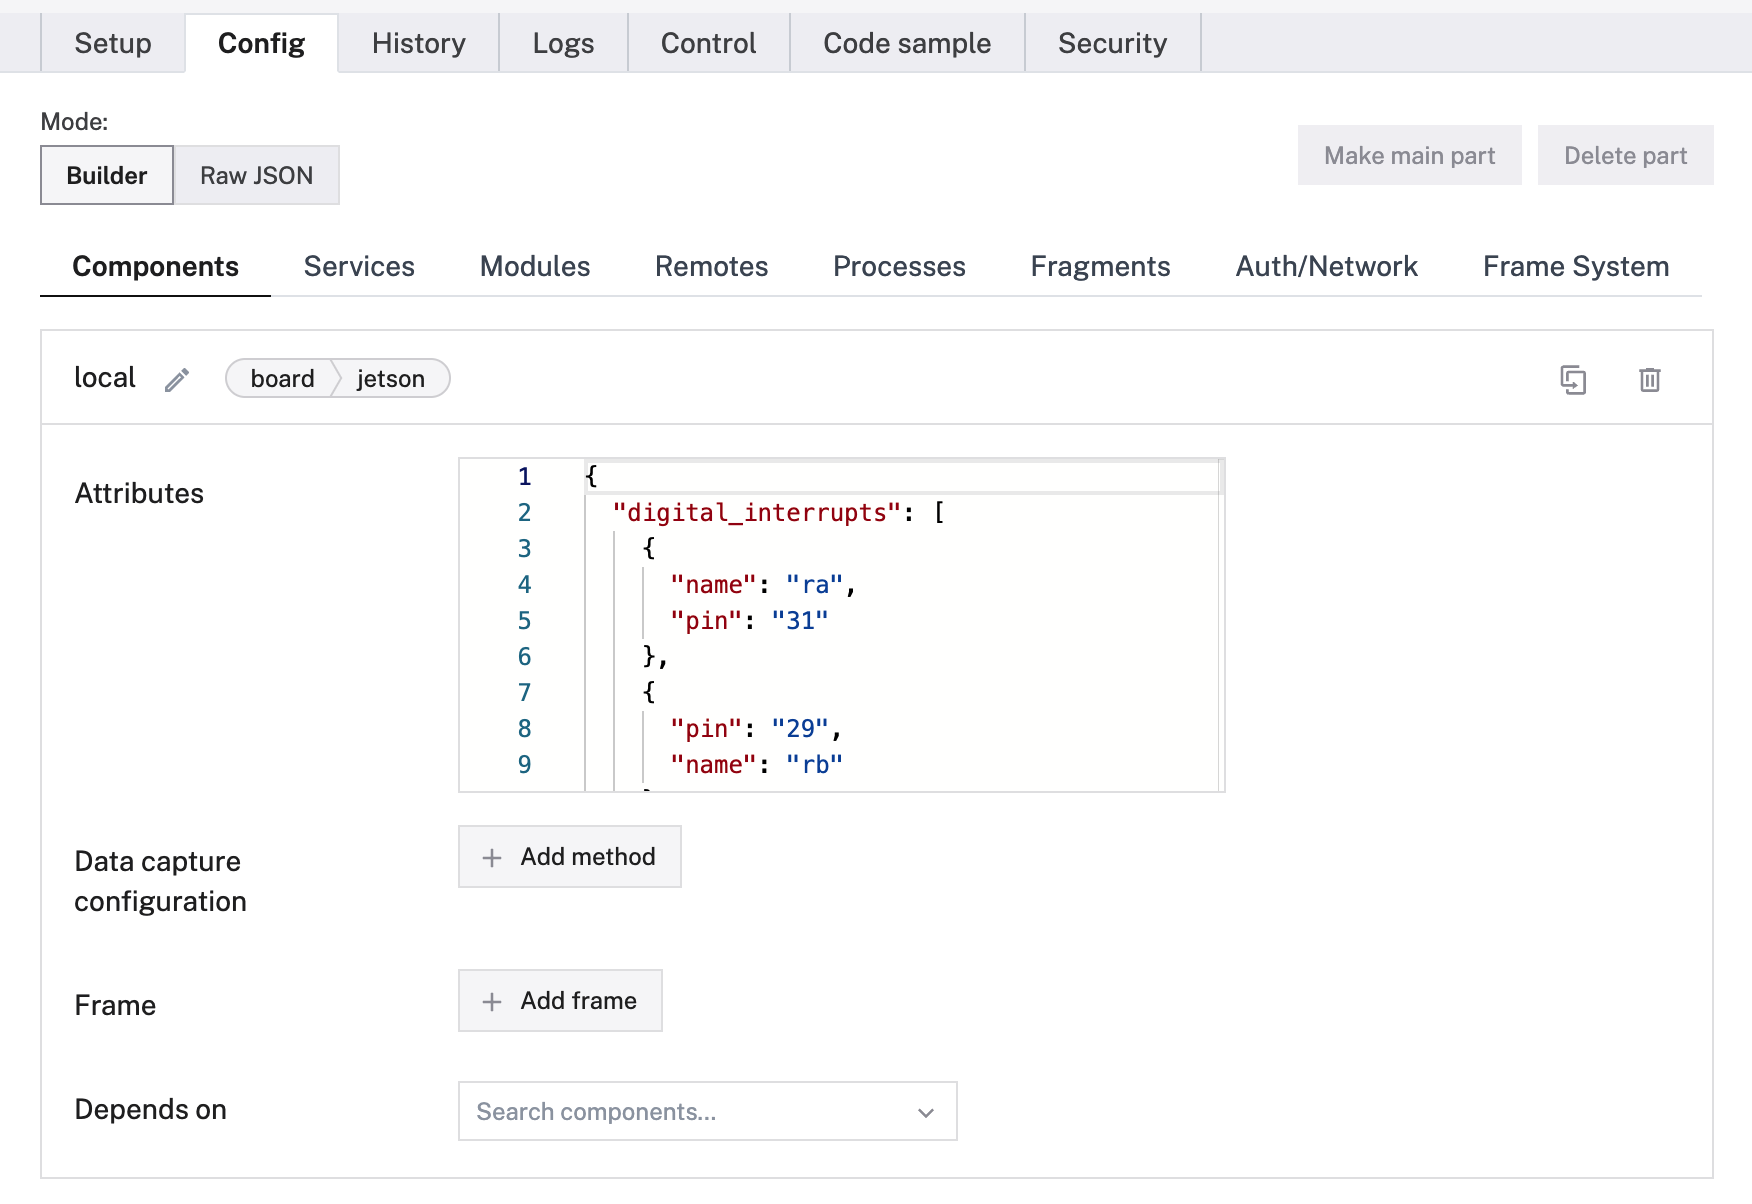 Setup Config History Logs Control Code sample Security
Mode:
Builder Raw JSON
Make main part Delete part
Components Services Modules Remotes Processes Fragments Auth/Network Frame System
local board jetson
Attributes
1 {
2 "digital_interrupts": [
3 {
4 "name": "ra",
5 "pin": "31"
6 },
7 {
8 "pin": "29",
9 "name": "rb"
Data capture
configuration
+ Add method
Frame
+ Add frame
Depends on
Search components...